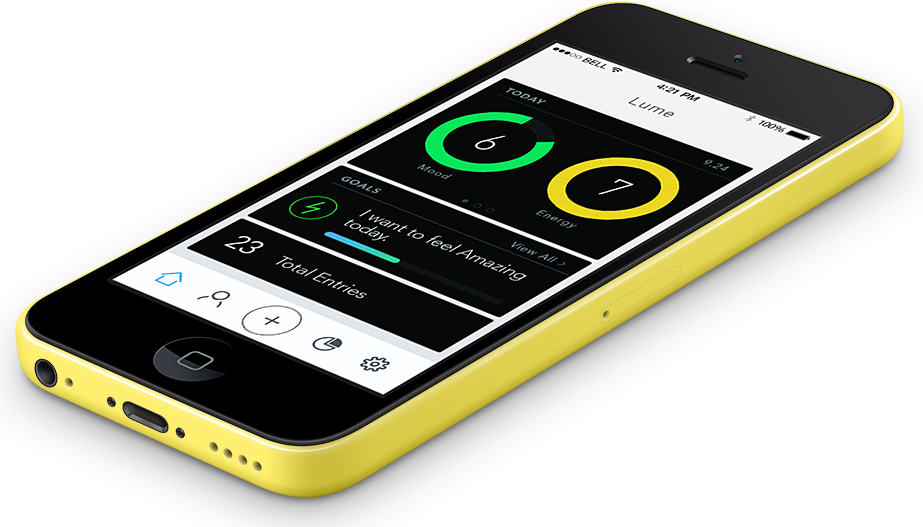 BELL
4:21 PM
100%
Lume
TODAY
9.24
6
Mood
7
Energy
GOALS
View All >
I want to feel Amazing
today.
23
Total Entries